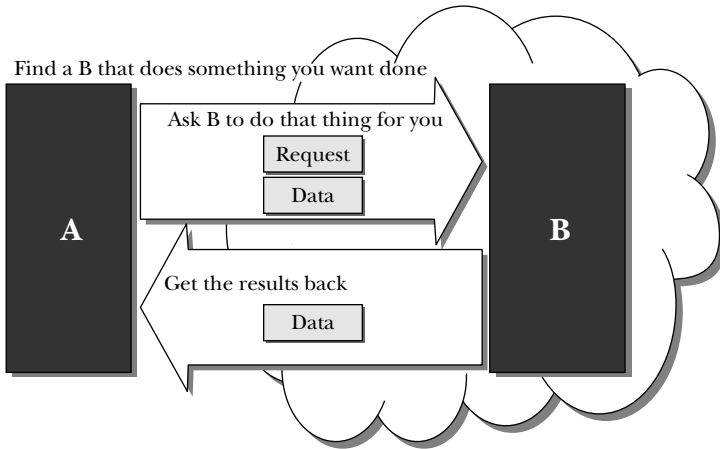 Find a B that does something you want done
Ask B to do that thing for you
Request
Data
A
B
Get the results back
Data